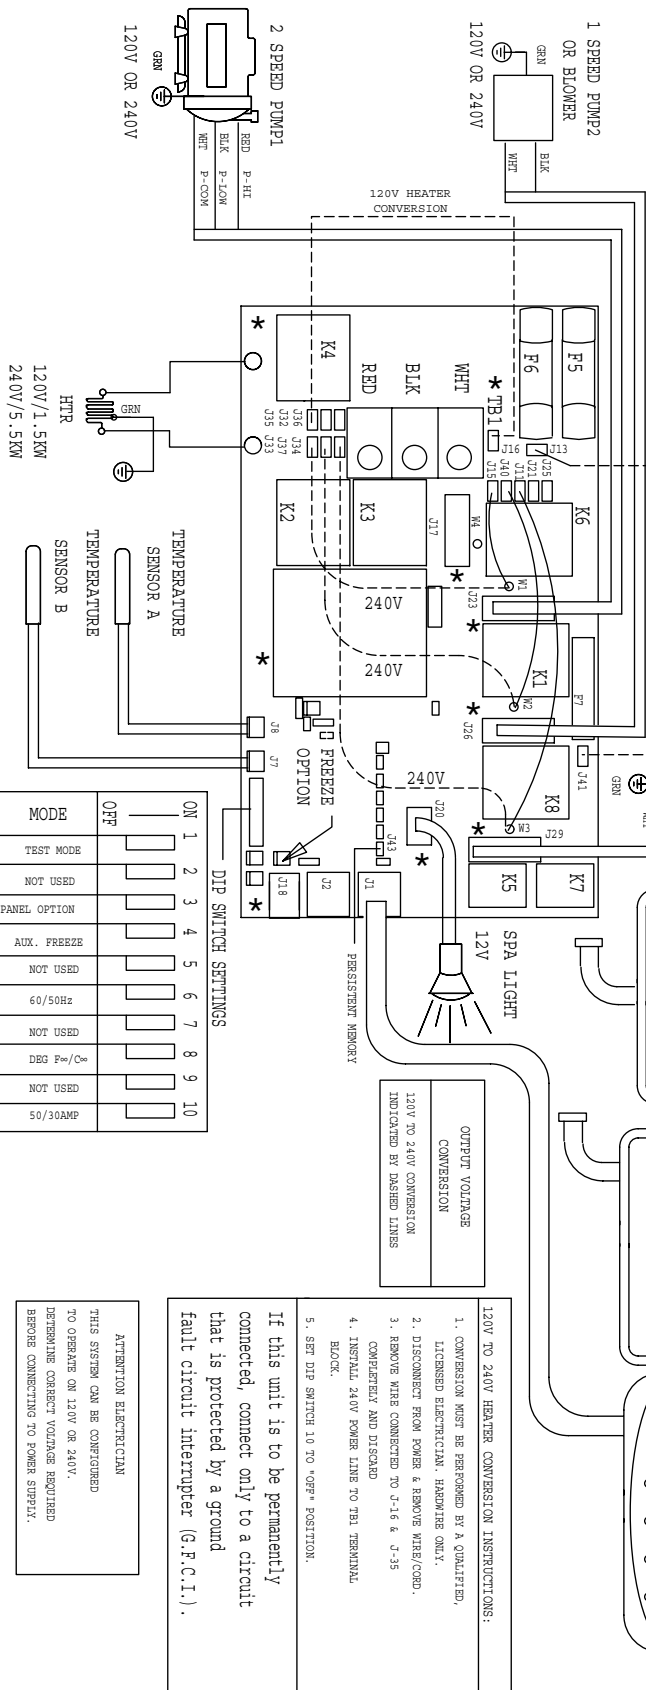 1 SPEED PUMP2
OR BLOWER
GRN
BLK
WHT
120V OR 240V
2 SPEED PUMP1
GRN
RED P-HI
BLK P-LOW
WHT P-COM
120V OR 240V
120V HEATER
CONVERSION
F5
F6
K4
WHT
BLK
RED
*TB1
J16
J13
J25
J21
J11
J40
J15
J36
J32
J35
J34
J37
J33
K6
K3
K2
J17
W4
W1
J23
240V
240V
240V
K1
F7
W2
J26
J41
GRN
K8
W3
J29
K5
K7
J20
J43
J8
J7
J18
J2
J1
FREEZE
OPTION
HTR
GRN
120V/1.5KW
240V/5.5KW
TEMPERATURE
SENSOR A
TEMPERATURE
SENSOR B
SPA LIGHT
12V
PERSISTENT MEMORY
DIP SWITCH SETTINGS
ON 1 2 3 4 5 6 7 8 9 10
OFF
MODE
TEST MODE
NOT USED
PANEL OPTION
AUX. FREEZE
NOT USED
60/50Hz
NOT USED
DEG F∞/C∞
NOT USED
50/30AMP
OUTPUT VOLTAGE
CONVERSION
120V TO 240V CONVERSION
INDICATED BY DASHED LINES
120V TO 240V HEATER CONVERSION INSTRUCTIONS:
1. CONVERSION MUST BE PERFORMED BY A QUALIFIED,
LICENSED ELECTRICIAN. HARDWIRE ONLY.
2. DISCONNECT FROM POWER & REMOVE WIRE/CORD.
3. REMOVE WIRE CONNECTED TO J-16 & J-35
COMPLETELY AND DISCARD
4. INSTALL 240V POWER LINE TO TB1 TERMINAL
BLOCK.
5. SET DIP SWITCH 10 TO "OFF" POSITION.
If this unit is to be permanently
connected, connect only to a circuit
that is protected by a ground
fault circuit interrupter (G.F.C.I.).
ATTENTION ELECTRICIAN
THIS SYSTEM CAN BE CONFIGURED
TO OPERATE ON 120V OR 240V.
DETERMINE CORRECT VOLTAGE REQUIRED
BEFORE CONNECTING TO POWER SUPPLY.